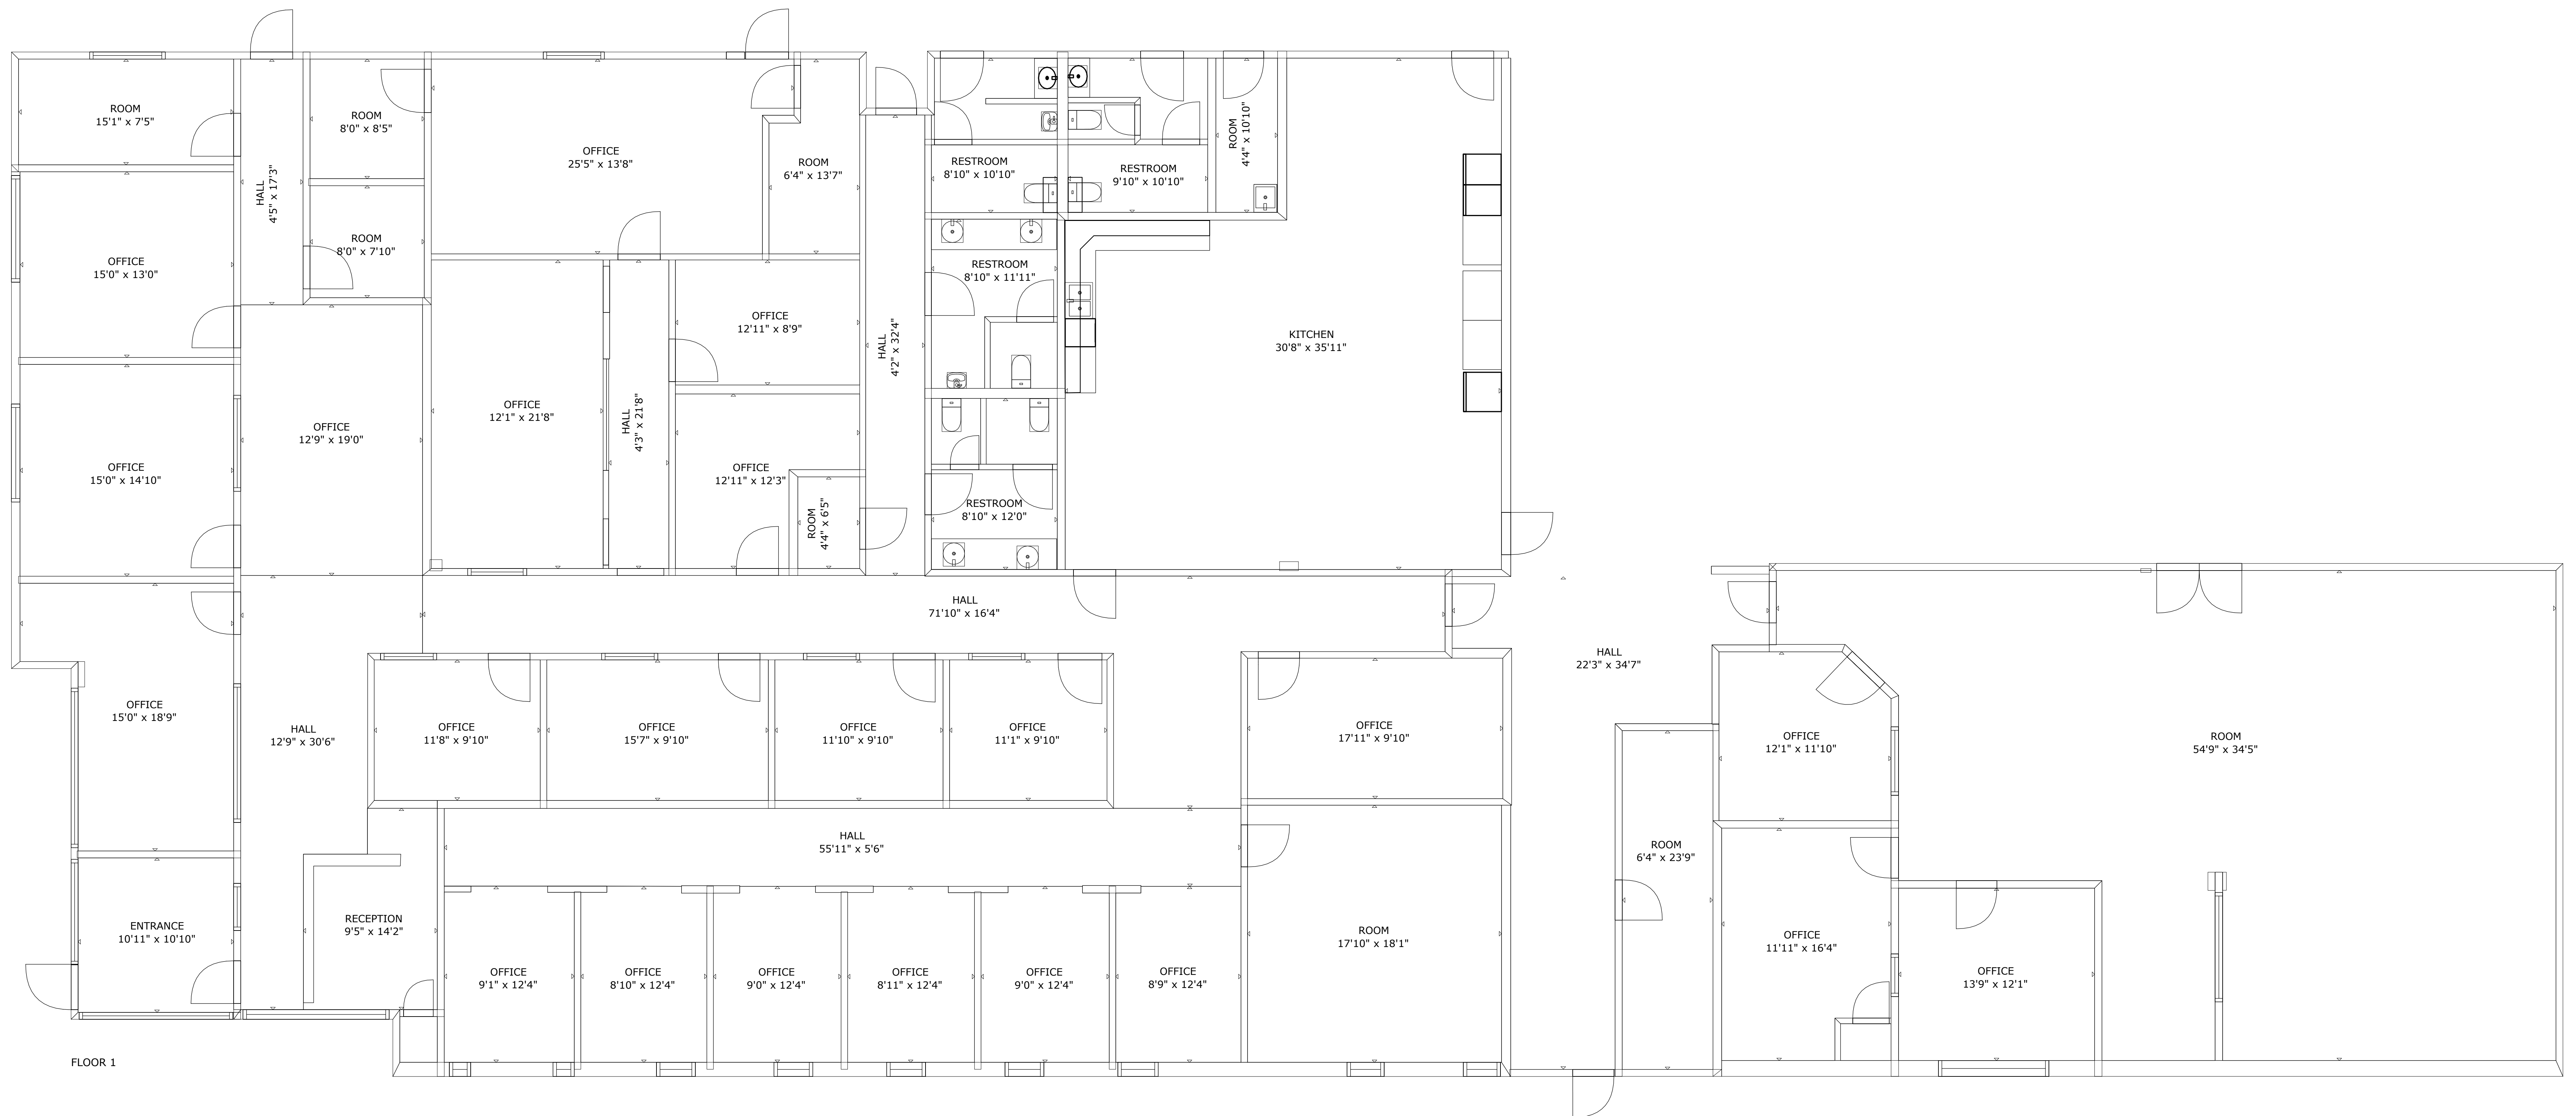 ROOM
15'1" x 7'5"
ROOM
8'0" x 8'5"
OFFICE
25'5" x 13'8"
ROOM
6'4" x 13'7"
HALL
4'5" x 17'3"
ROOM
8'0" x 7'10"
OFFICE
15'0" x 13'0"
RESTROOM
8'10" x 10'10"
RESTROOM
9'10" x 10'10"
ROOM
4'4" x 10'10"
RESTROOM
8'10" x 11'11"
OFFICE
12'11" x 8'9"
HALL
4'2" x 32'4"
KITCHEN
30'8" x 35'11"
OFFICE
12'1" x 21'8"
HALL
4'3" x 21'8"
OFFICE
12'9" x 19'0"
OFFICE
15'0" x 14'10"
OFFICE
12'11" x 12'3"
ROOM
4'4" x 6'5"
RESTROOM
8'10" x 12'0"
HALL
71'10" x 16'4"
HALL
22'3" x 34'7"
OFFICE
15'0" x 18'9"
HALL
12'9" x 30'6"
OFFICE
11'8" x 9'10"
OFFICE
15'7" x 9'10"
OFFICE
11'10" x 9'10"
OFFICE
11'1" x 9'10"
OFFICE
17'11" x 9'10"
OFFICE
12'1" x 11'10"
ROOM
54'9" x 34'5"
HALL
55'11" x 5'6"
ROOM
6'4" x 23'9"
ENTRANCE
10'11" x 10'10"
RECEPTION
9'5" x 14'2"
ROOM
17'10" x 18'1"
OFFICE
11'11" x 16'4"
OFFICE
9'1" x 12'4"
OFFICE
8'10" x 12'4"
OFFICE
9'0" x 12'4"
OFFICE
8'11" x 12'4"
OFFICE
9'0" x 12'4"
OFFICE
8'9" x 12'4"
OFFICE
13'9" x 12'1"
FLOOR 1